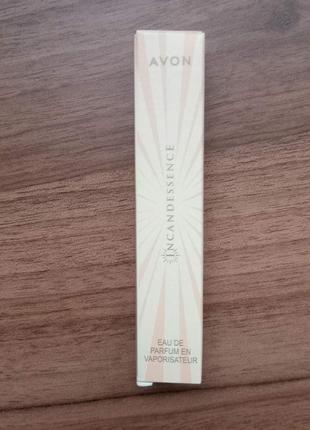 AVON
INCANDESSENCE
EAU DE
PARFUM EN
VAPORISATEUR